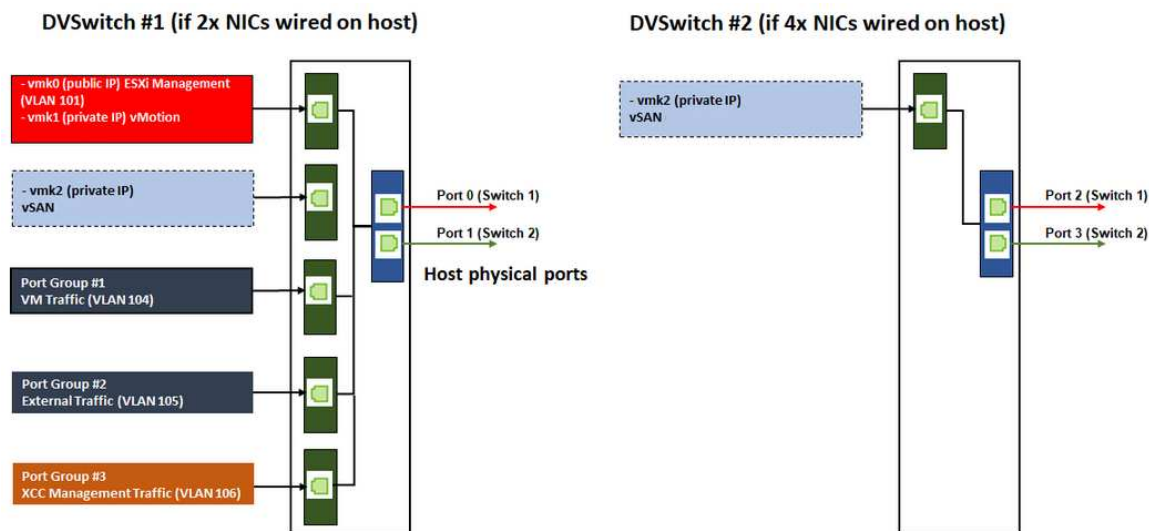 DVSwitch #1 (if 2x NICs wired on host)
- vmk0 (public IP) ESXi Management
(VLAN 101)
- vmk1 (private IP) vMotion
- vmk2 (private IP)
vSAN
Port Group #1
VM Traffic (VLAN 104)
Port Group #2
External Traffic (VLAN 105)
Port Group #3
XCC Management Traffic (VLAN 106)
Port 0 (Switch 1)
Port 1 (Switch 2)
Host physical ports
DVSwitch #2 (if 4x NICs wired on host)
- vmk2 (private IP)
vSAN
Port 2 (Switch 1)
Port 3 (Switch 2)